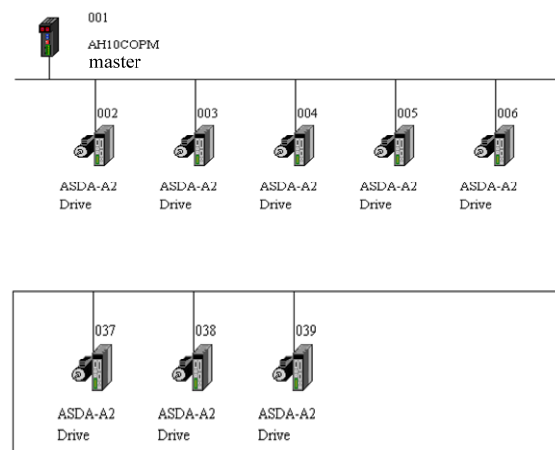 001
AH10COPM
master
002 003 004 005 006
ASDA-A2 ASDA-A2 ASDA-A2 ASDA-A2 ASDA-A2
Drive Drive Drive Drive Drive
037 038 039
ASDA-A2 ASDA-A2 ASDA-A2
Drive Drive Drive